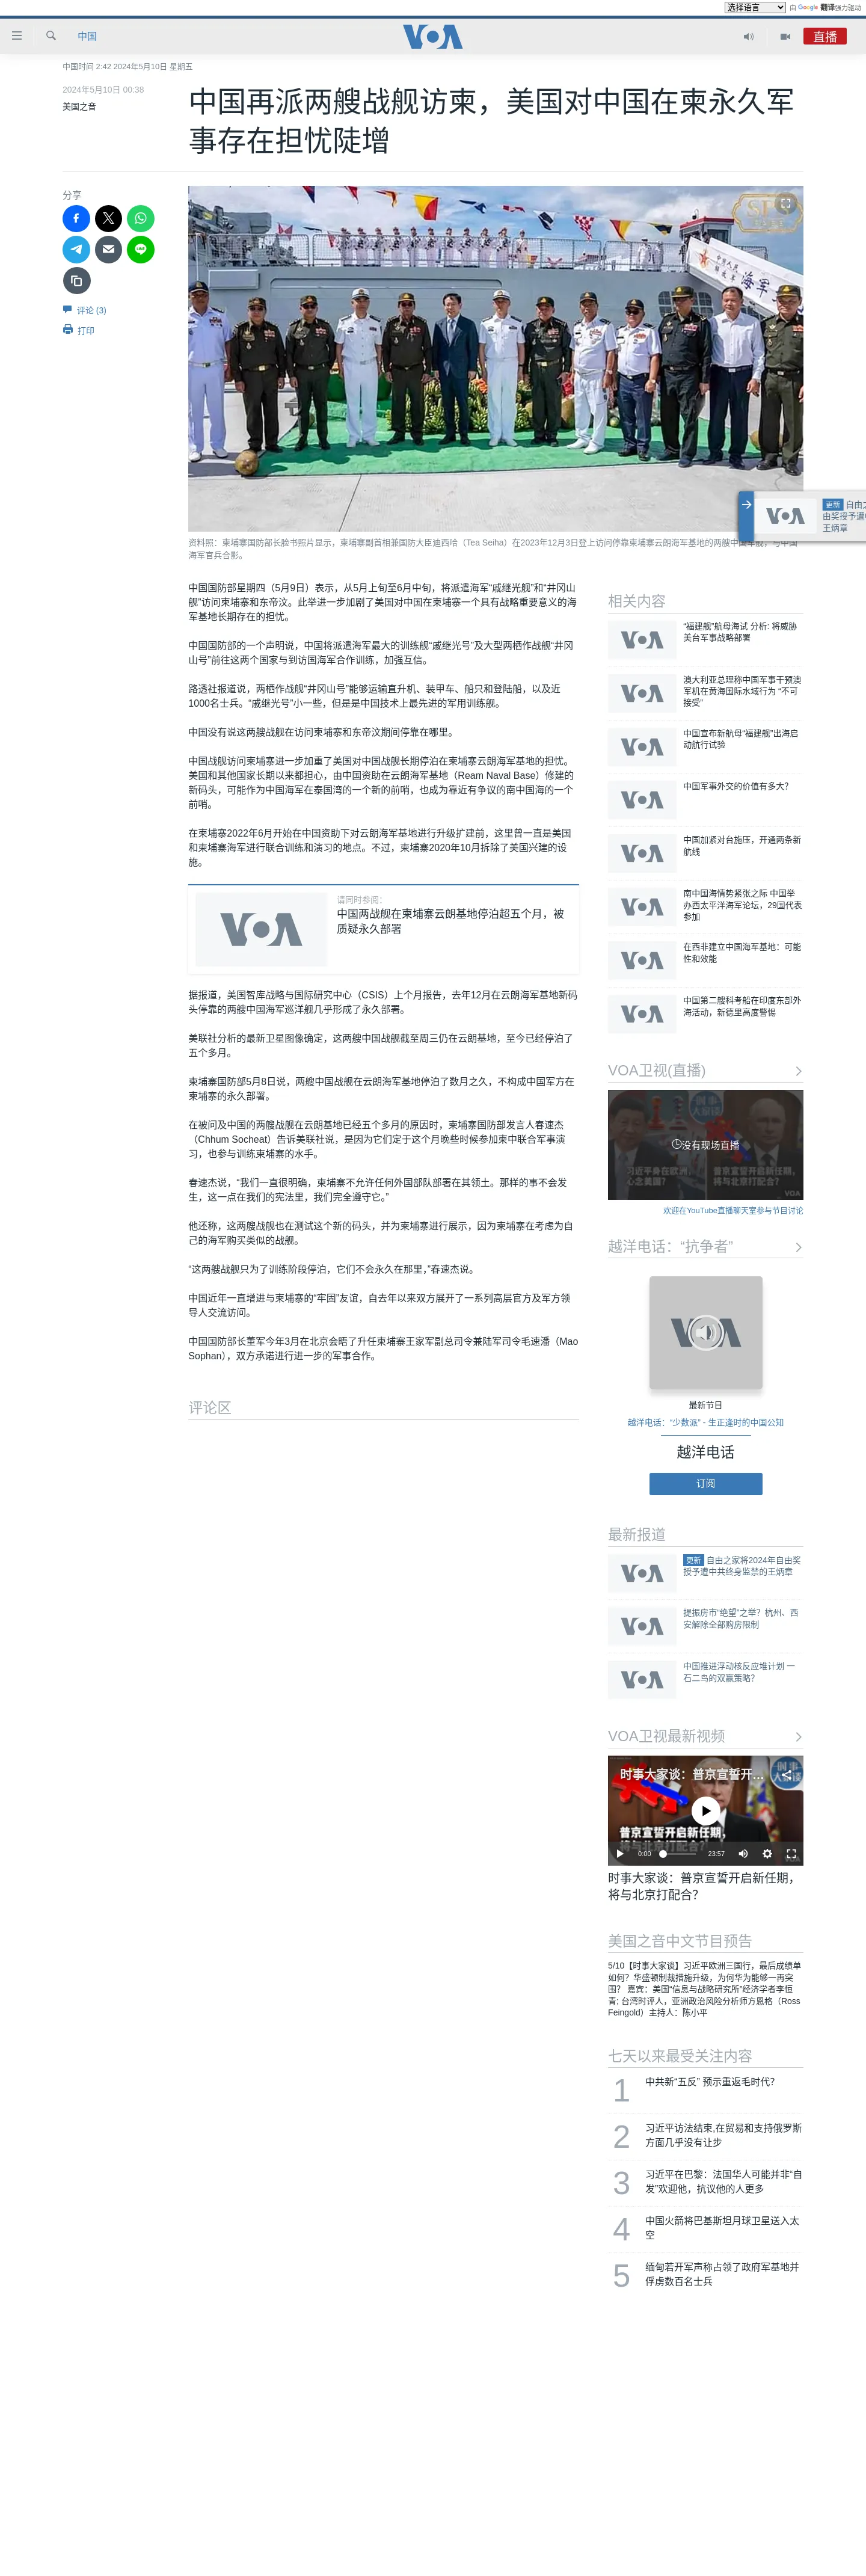 选择语言 由 Google 翻译强力驱动
中国
VOA
直播
中国时间 2:42 2024年5月10日 星期五
2024年5月10日 00:38
美国之音
中国再派两艘战舰访柬，美国对中国在柬永久军
事存在担忧陡增
分享
评论 (3)
打印
资料照：柬埔寨国防部长脸书照片显示，柬埔寨副首相兼国防大臣迪西哈（Tea Seiha）在2023年12月3日登上访问停靠柬埔寨云朗海军基地的两艘中国军舰，与中国
海军官兵合影。
VOA
更新 自由之
由奖授予遭
王炳章
中国国防部星期四（5月9日）表示，从5月上旬至6月中旬，将派遣海军“戚继光舰”和“井冈山
舰”访问柬埔寨和东帝汶。此举进一步加剧了美国对中国在柬埔寨一个具有战略重要意义的海
军基地长期存在的担忧。
中国国防部的一个声明说，中国将派遣海军最大的训练舰“戚继光号”及大型两栖作战舰“井冈
山号”前往这两个国家与到访国海军合作训练，加强互信。
路透社报道说，两栖作战舰“井冈山号”能够运输直升机、装甲车、船只和登陆船，以及近
1000名士兵。“戚继光号”小一些，但是是中国技术上最先进的军用训练舰。
中国没有说这两艘战舰在访问柬埔寨和东帝汶期间停靠在哪里。
中国战舰访问柬埔寨进一步加重了美国对中国战舰长期停泊在柬埔寨云朗海军基地的担忧。
美国和其他国家长期以来都担心，由中国资助在云朗海军基地（Ream Naval Base）修建的
新码头，可能作为中国海军在泰国湾的一个新的前哨，也成为靠近有争议的南中国海的一个
前哨。
在柬埔寨2022年6月开始在中国资助下对云朗海军基地进行升级扩建前，这里曾一直是美国
和柬埔寨海军进行联合训练和演习的地点。不过，柬埔寨2020年10月拆除了美国兴建的设
施。
VOA
请同时参阅：
中国两战舰在柬埔寨云朗基地停泊超五个月，被
质疑永久部署
据报道，美国智库战略与国际研究中心（CSIS）上个月报告，去年12月在云朗海军基地新码
头停靠的两艘中国海军巡洋舰几乎形成了永久部署。
美联社分析的最新卫星图像确定，这两艘中国战舰截至周三仍在云朗基地，至今已经停泊了
五个多月。
柬埔寨国防部5月8日说，两艘中国战舰在云朗海军基地停泊了数月之久，不构成中国军方在
柬埔寨的永久部署。
在被问及中国的两艘战舰在云朗基地已经五个多月的原因时，柬埔寨国防部发言人春速杰
（Chhum Socheat）告诉美联社说，是因为它们定于这个月晚些时候参加柬中联合军事演
习，也参与训练柬埔寨的水手。
春速杰说，“我们一直很明确，柬埔寨不允许任何外国部队部署在其领土。那样的事不会发
生，这一点在我们的宪法里，我们完全遵守它。”
他还称，这两艘战舰也在测试这个新的码头，并为柬埔寨进行展示，因为柬埔寨在考虑为自
己的海军购买类似的战舰。
“这两艘战舰只为了训练阶段停泊，它们不会永久在那里，”春速杰说。
中国近年一直增进与柬埔寨的“牢固”友谊，自去年以来双方展开了一系列高层官方及军方领
导人交流访问。
中国国防部长董军今年3月在北京会晤了升任柬埔寨王家军副总司令兼陆军司令毛速潘（Mao
Sophan），双方承诺进行进一步的军事合作。
评论区
相关内容
“福建舰”航母海试 分析: 将威胁
美台军事战略部署
澳大利亚总理称中国军事干预澳
军机在黄海国际水域行为 “不可
接受”
中国宣布新航母“福建舰”出海启
动航行试验
中国军事外交的价值有多大？
中国加紧对台施压，开通两条新
航线
南中国海情势紧张之际 中国举
办西太平洋海军论坛，29国代表
参加
在西非建立中国海军基地：可能
性和效能
中国第二艘科考船在印度东部外
海活动，新德里高度警惕
VOA卫视(直播)
没有现场直播
欢迎在YouTube直播聊天室参与节目讨论
越洋电话：“抗争者”
VOA
最新节目
越洋电话：“少数派” - 生正逢时的中国公知
越洋电话
订阅
最新报道
更新 自由之家将2024年自由奖
授予遭中共终身监禁的王炳章
提振房市“绝望”之举？杭州、西
安解除全部购房限制
中国推进浮动核反应堆计划 一
石二鸟的双赢策略？
VOA卫视最新视频
时事大家谈：普京宣誓开...
普京宣誓开启新任期，
将与北京打配合？
0:00 23:57
时事大家谈：普京宣誓开启新任期，
将与北京打配合？
美国之音中文节目预告
5/10【时事大家谈】习近平欧洲三国行，最后成绩单
如何？华盛顿制裁措施升级，为何华为能够一再突
围？ 嘉宾：美国“信息与战略研究所”经济学者李恒
青; 台湾时评人，亚洲政治风险分析师方恩格（Ross
Feingold）主持人：陈小平
七天以来最受关注内容
1 中共新“五反” 预示重返毛时代？
2 习近平访法结束,在贸易和支持俄罗斯
方面几乎没有让步
3 习近平在巴黎：法国华人可能并非“自
发”欢迎他，抗议他的人更多
4 中国火箭将巴基斯坦月球卫星送入太
空
5 缅甸若开军声称占领了政府军基地并
俘虏数百名士兵